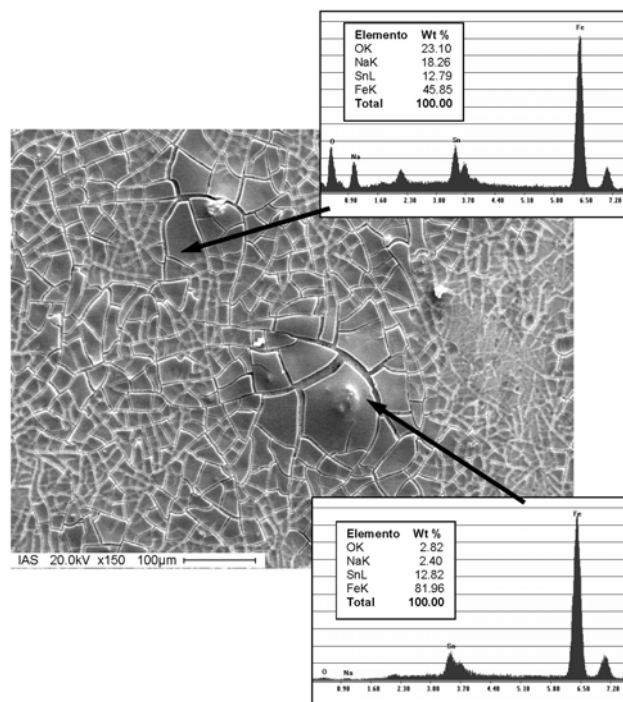 Elemento Wt %
OK 23.10
NaK 18.26
SnL 12.79
FeK 45.85
Total 100.00
Fe
O
Na
Sn
0.90 1.60 2.30 3.00 3.70 4.40 5.10 5.80 6.50 7.20
IAS 20.0kV x150 100µm
Elemento Wt %
OK 2.82
NaK 2.40
SnL 12.82
FeK 81.96
Total 100.00
Fe
Sn
O
Na
0.90 1.60 2.30 3.00 3.70 4.40 5.10 5.80 6.50 7.20